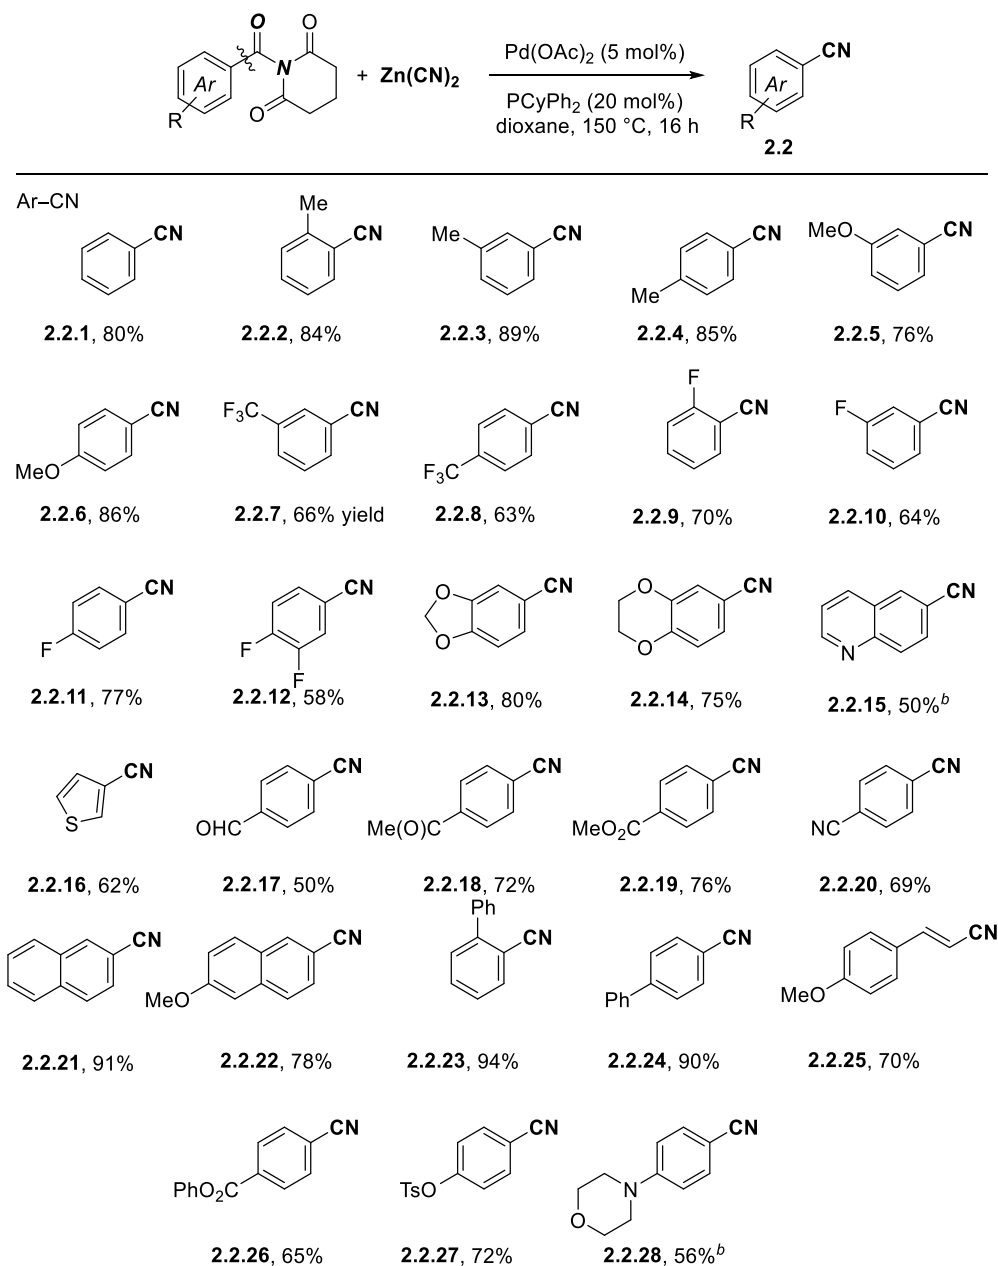 O O
Ar N + Zn(CN)2 Pd(OAc)2 (5 mol%) CN
R O PCyPh2 (20 mol%) Ar
dioxane, 150 °C, 16 h R
2.2
Ar–CN
CN Me CN Me CN CN Me MeO CN
2.2.1, 80% 2.2.2, 84% 2.2.3, 89% 2.2.4, 85% 2.2.5, 76%
CN MeO F3C CN CN F3C F CN F CN
2.2.6, 86% 2.2.7, 66% yield 2.2.8, 63% 2.2.9, 70% 2.2.10, 64%
CN F CN F F O O CN O O CN N CN
2.2.11, 77% 2.2.12, 58% 2.2.13, 80% 2.2.14, 75% 2.2.15, 50%b
CN S CN OHC CN Me(O)C CN MeO2C CN NC
2.2.16, 62% 2.2.17, 50% 2.2.18, 72% 2.2.19, 76% 2.2.20, 69%
CN CN MeO Ph CN CN Ph CN MeO
2.2.21, 91% 2.2.22, 78% 2.2.23, 94% 2.2.24, 90% 2.2.25, 70%
CN PhO2C CN TsO CN N O
2.2.26, 65% 2.2.27, 72% 2.2.28, 56%b